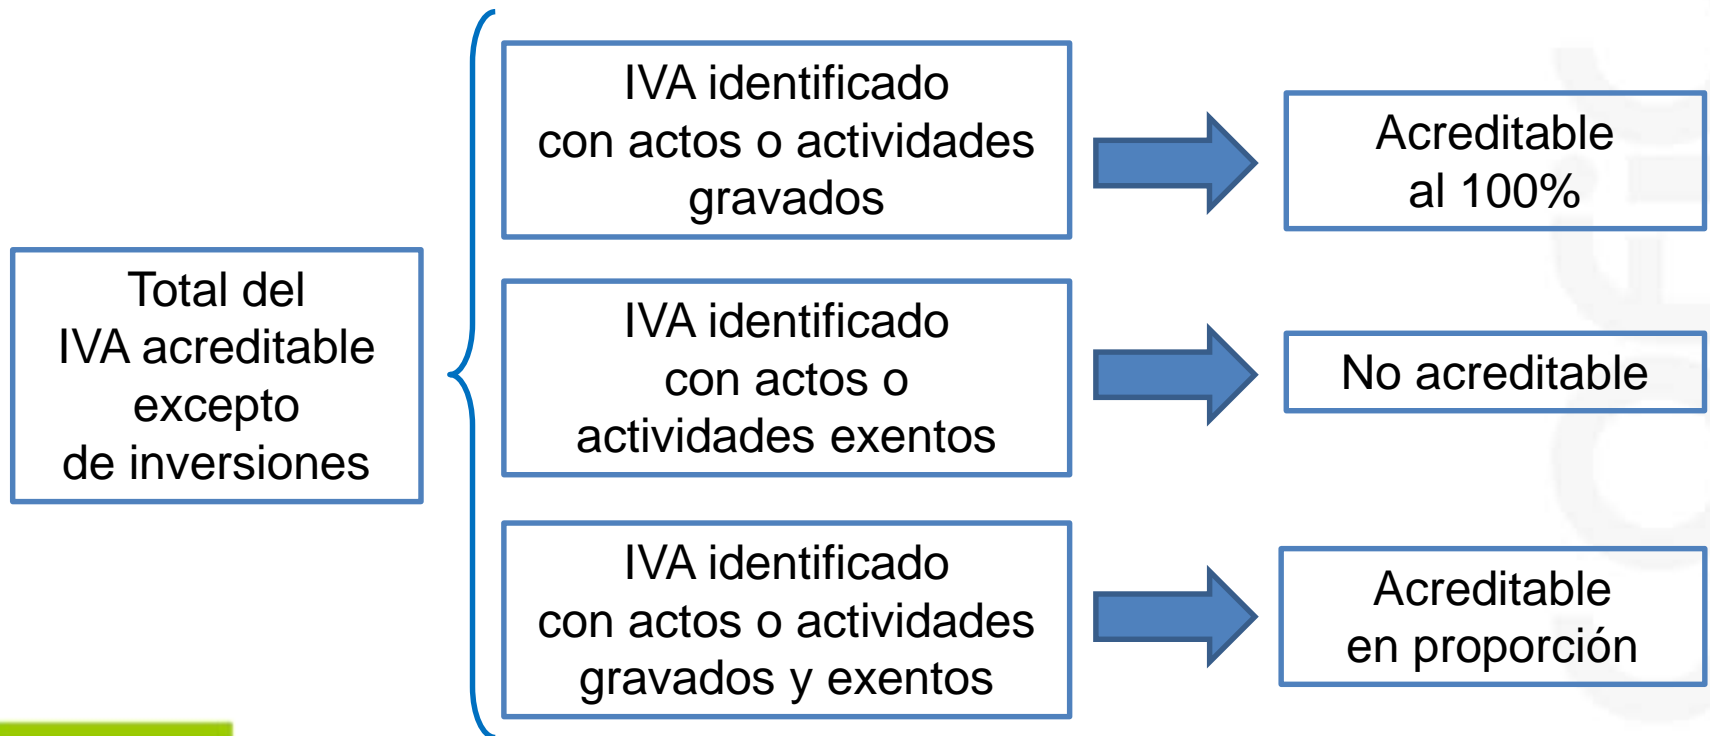 Total del
IVA acreditable
excepto
de inversiones
IVA identificado
con actos o actividades
gravados
Acreditable
al 100%
IVA identificado
con actos o
actividades exentos
No acreditable
IVA identificado
con actos o actividades
gravados y exentos
Acreditable
en proporción